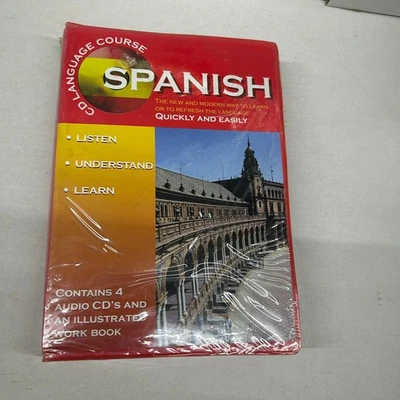 CD LANGUAGE COURSE
SPANISH
THE NEW AND MODERN WAY TO LEARN
OR TO REFRESH THE LANGUAGE
QUICKLY AND EASILY
• LISTEN
• UNDERSTAND
• LEARN
CONTAINS 4
AUDIO CD'S AND
AN ILLUSTRATED
WORK BOOK